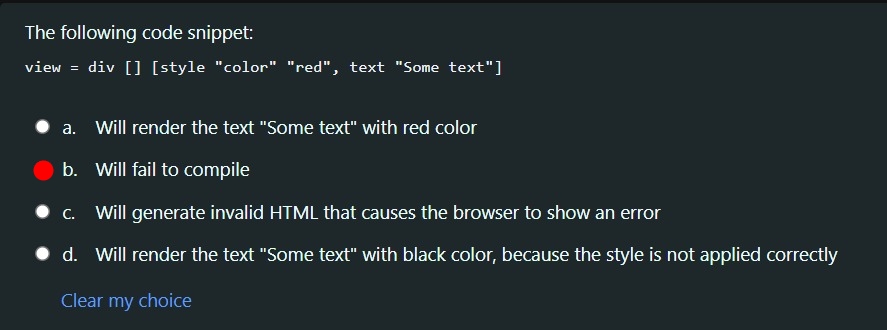 The following code snippet:
view = div [] [style "color" "red", text "Some text"]
a. Will render the text "Some text" with red color
b. Will fail to compile
c. Will generate invalid HTML that causes the browser to show an error
d. Will render the text "Some text" with black color, because the style is not applied correctly
Clear my choice